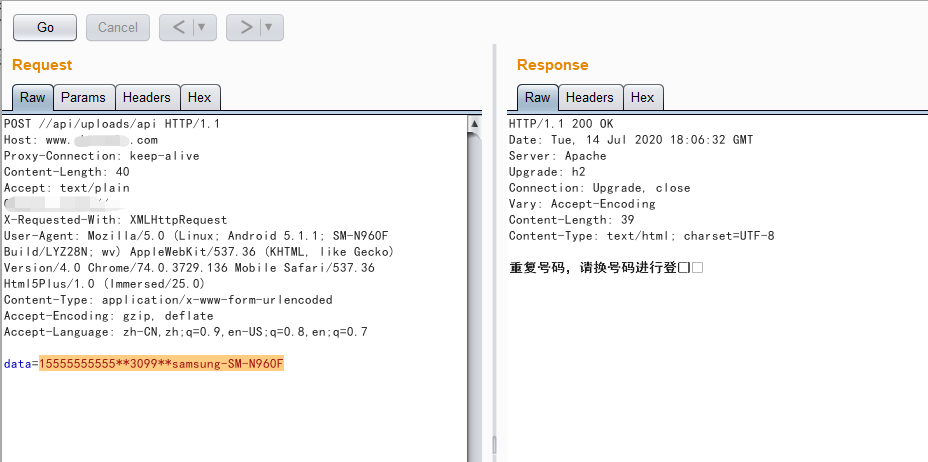 Go Cancel < ▼ > ▼
Request
Raw Params Headers Hex
POST //api/uploads/api HTTP/1.1
Host: www. .com
Proxy-Connection: keep-alive
Content-Length: 40
Accept: text/plain
X-Requested-With: XMLHttpRequest
User-Agent: Mozilla/5.0 (Linux; Android 5.1.1; SM-N960F
Build/LYZ28N; wv) AppleWebKit/537.36 (KHTML, like Gecko)
Version/4.0 Chrome/74.0.3729.136 Mobile Safari/537.36
Html5Plus/1.0 (Immersed/25.0)
Content-Type: application/x-www-form-urlencoded
Accept-Encoding: gzip, deflate
Accept-Language: zh-CN,zh;q=0.9,en-US;q=0.8,en;q=0.7
data=15555555555**3099**samsung-SM-N960F
Response
Raw Headers Hex
HTTP/1.1 200 OK
Date: Tue, 14 Jul 2020 18:06:32 GMT
Server: Apache
Upgrade: h2
Connection: Upgrade, close
Vary: Accept-Encoding
Content-Length: 39
Content-Type: text/html; charset=UTF-8
重复号码，请换号码进行登□□